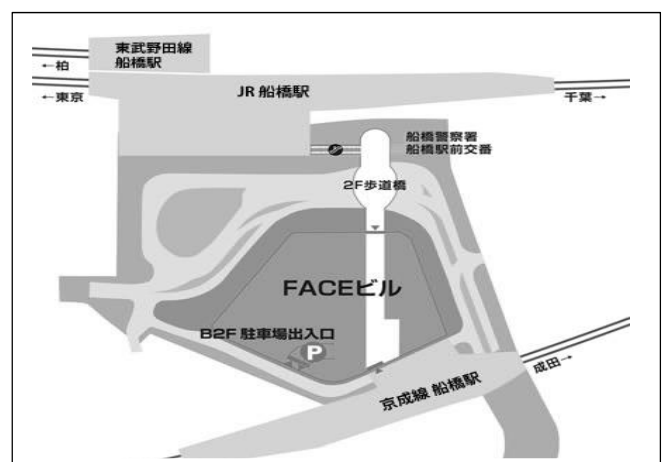 東武野田線
船橋駅
←柏
JR 船橋駅
←東京
千葉→
船橋警察署
船橋駅前交番
2F歩道橋
FACEビル
B2F 駐車場出入口
P
京成線 船橋駅
成田→